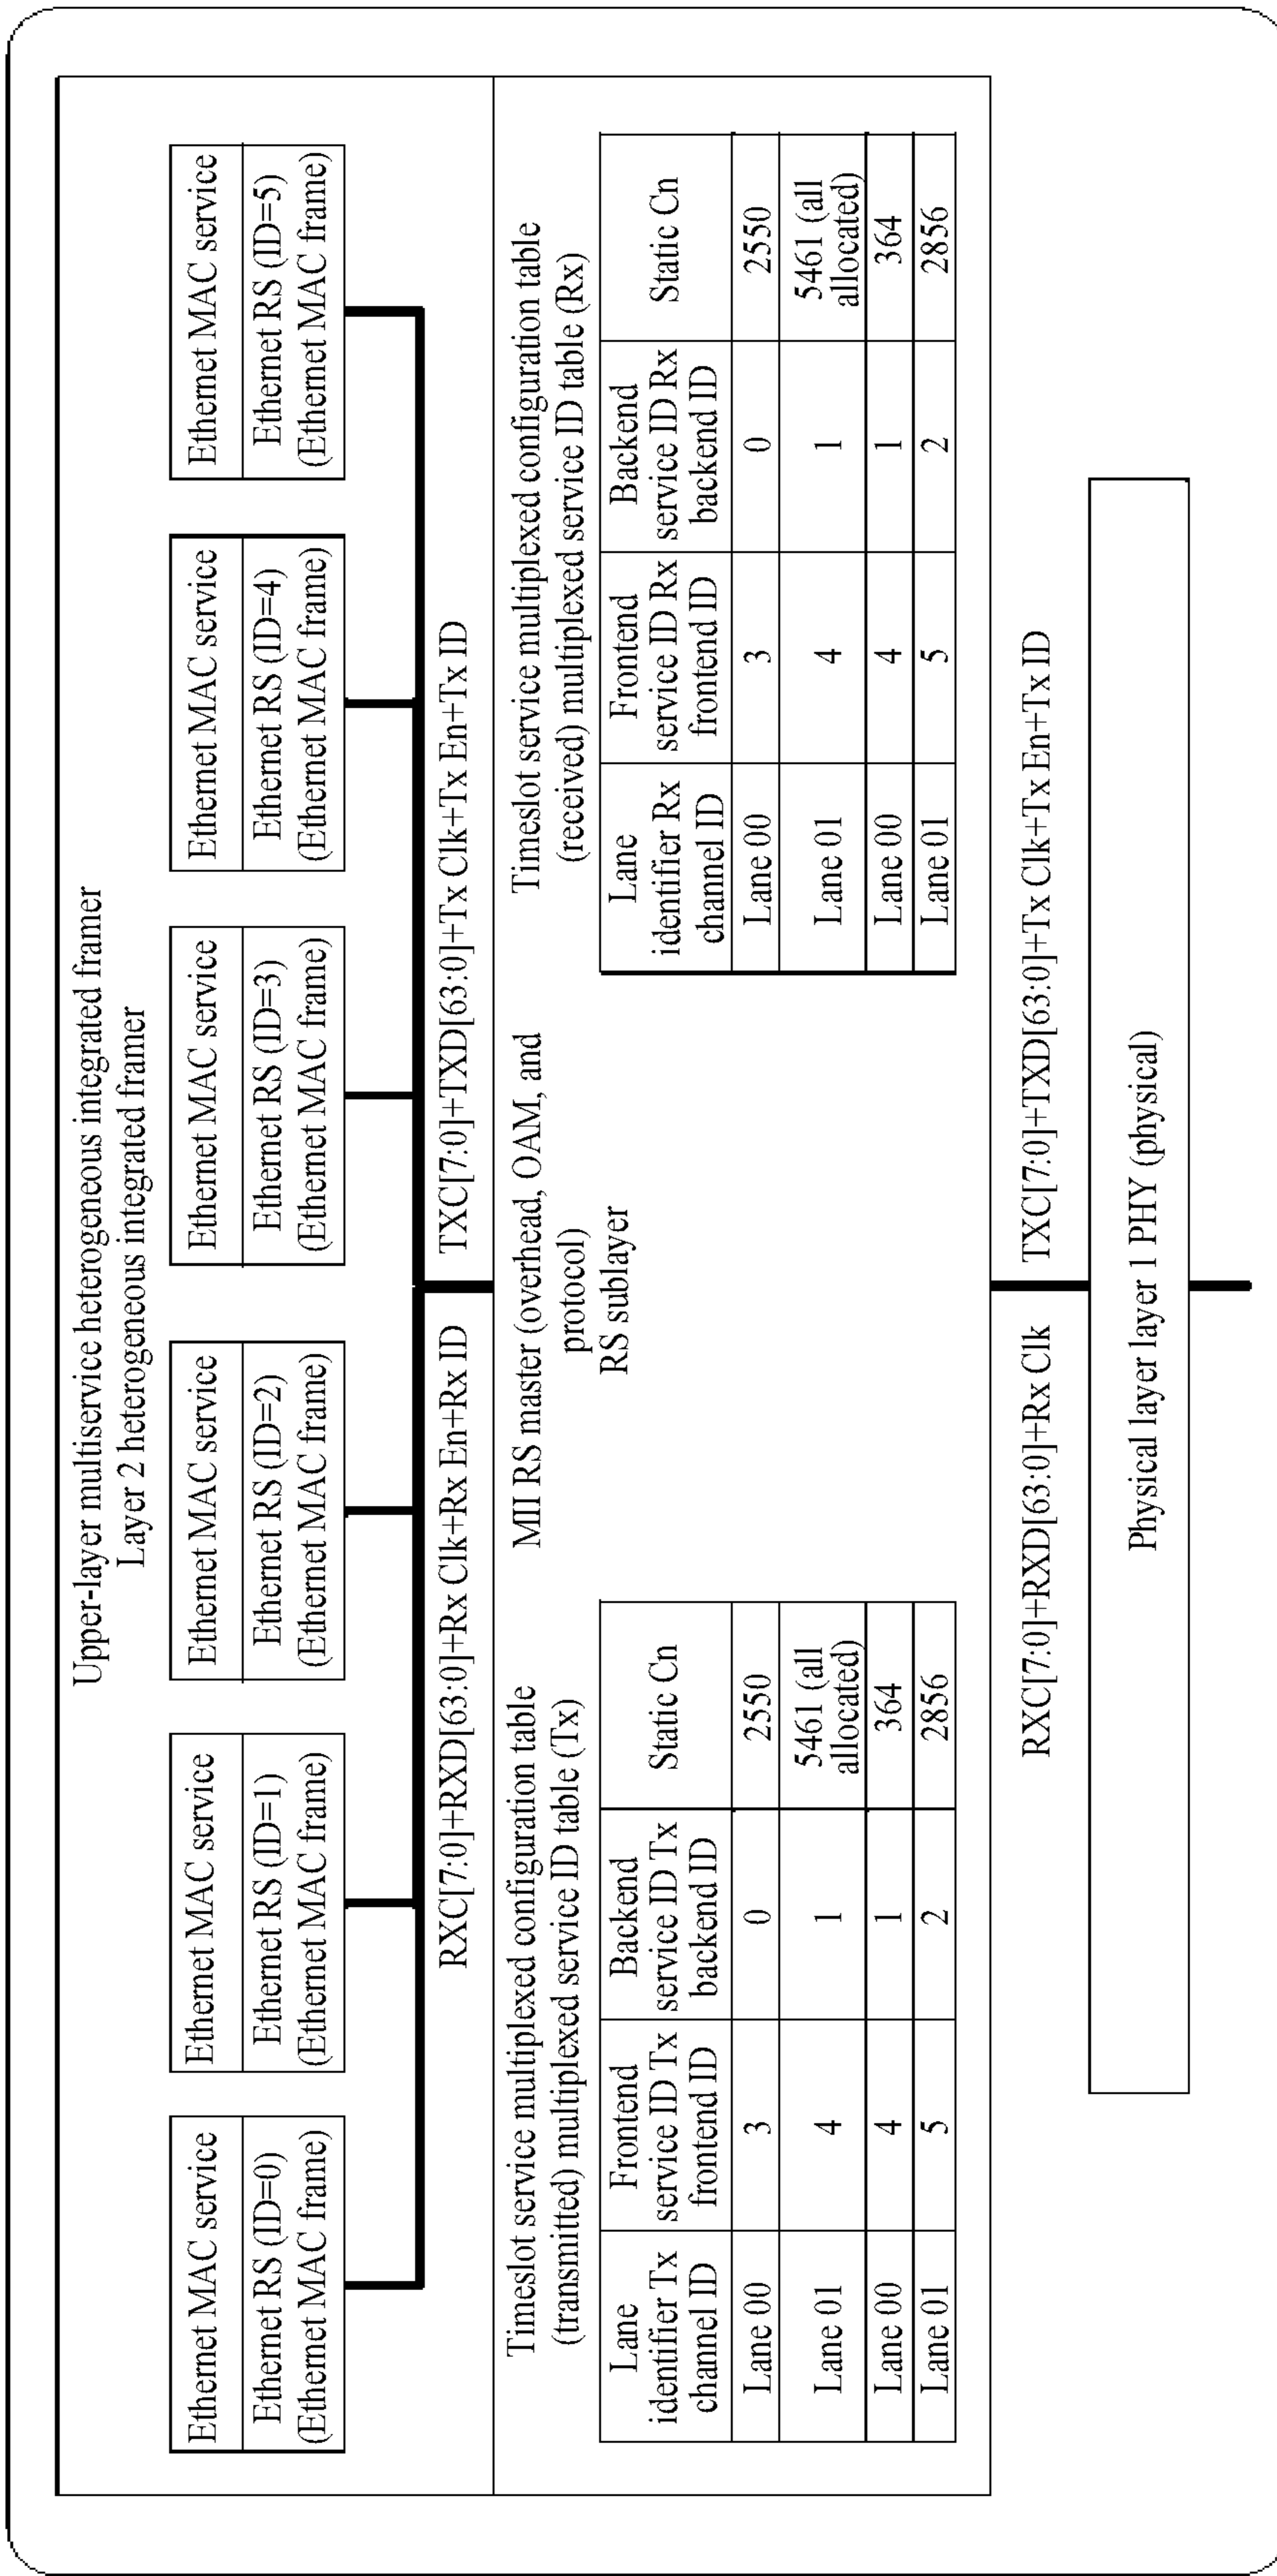 Upper-layer multiservice heterogeneous integrated framer
Layer 2 heterogeneous integrated framer
Ethernet MAC service
Ethernet RS (ID=0)
(Ethernet MAC frame)
Ethernet MAC service
Ethernet RS (ID=1)
(Ethernet MAC frame)
Ethernet MAC service
Ethernet RS (ID=2)
(Ethernet MAC frame)
Ethernet MAC service
Ethernet RS (ID=3)
(Ethernet MAC frame)
Ethernet MAC service
Ethernet RS (ID=4)
(Ethernet MAC frame)
Ethernet MAC service
Ethernet RS (ID=5)
(Ethernet MAC frame)
RXC[7:0]+RXD[63:0]+Rx Clk+Rx En+Rx ID
TXC[7:0]+TXD[63:0]+Tx Clk+Tx En+Tx ID
Timeslot service multiplexed configuration table
(transmitted) multiplexed service ID table (Tx)
Lane
identifier Tx
channel ID
Frontend
service ID Tx
frontend ID
Backend
service ID Tx
backend ID
Static Cn
Lane 00 3 0 2550
Lane 01 4 1 5461 (all
allocated)
Lane 00 4 1 364
Lane 01 5 2 2856
MII RS master (overhead, OAM, and
protocol)
RS sublayer
Timeslot service multiplexed configuration table
(received) multiplexed service ID table (Rx)
Lane
identifier Rx
channel ID
Frontend
service ID Rx
frontend ID
Backend
service ID Rx
backend ID
Static Cn
Lane 00 3 0 2550
Lane 01 4 1 5461 (all
allocated)
Lane 00 4 1 364
Lane 01 5 2 2856
RXC[7:0]+RXD[63:0]+Rx Clk
TXC[7:0]+TXD[63:0]+Tx Clk+Tx En+Tx ID
Physical layer layer 1 PHY (physical)